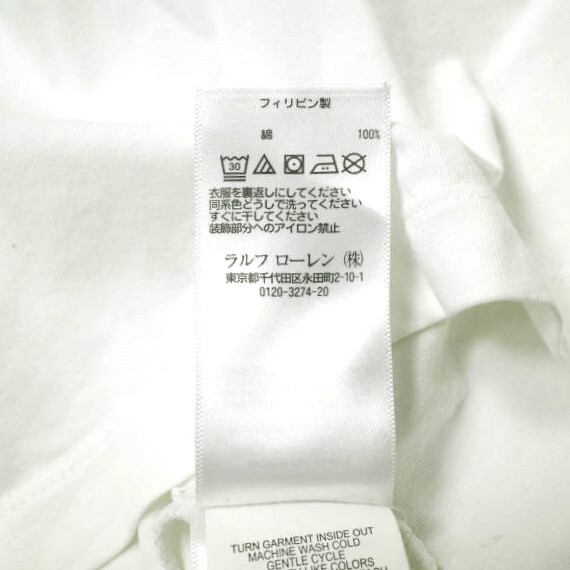 フィリピン製
綿 100%
30
衣服を裏返しにしてください
同系色どうしで洗ってください
すぐに干してください
装飾部分へのアイロン禁止
ラルフ ローレン (株)
東京都千代田区永田町2-10-1
0120-3274-20
TURN GARMENT INSIDE OUT
MACHINE WASH COLD
GENTLE CYCLE
LIKE COLORS